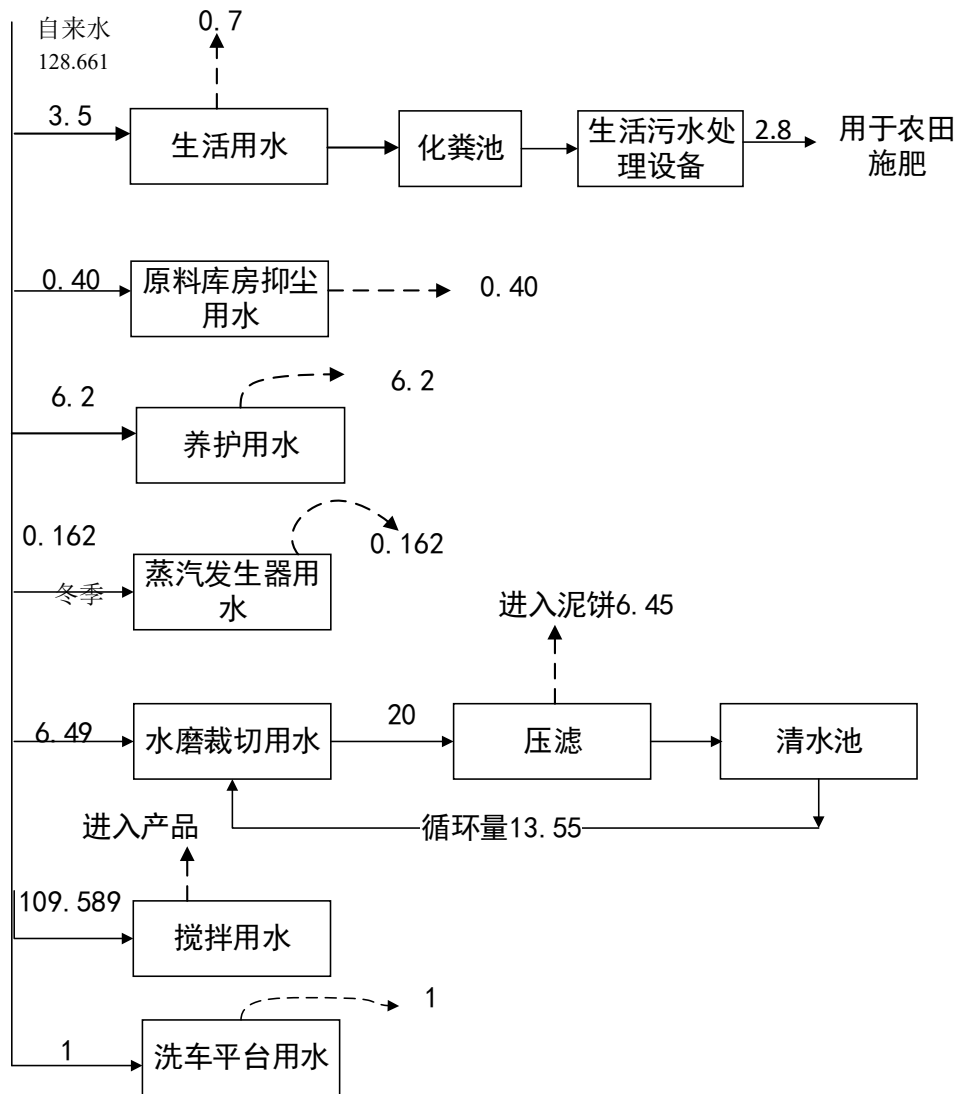 自来水
128.661
0.7
3.5
生活用水
化粪池
生活污水处
理设备
2.8
用于农田
施肥
0.40
原料库房抑尘
用水
0.40
6.2
养护用水
6.2
0.162
冬季
蒸汽发生器用
水
0.162
进入泥饼6.45
6.49
水磨裁切用水
20
压滤
清水池
循环量13.55
进入产品
109.589
搅拌用水
1
洗车平台用水
1